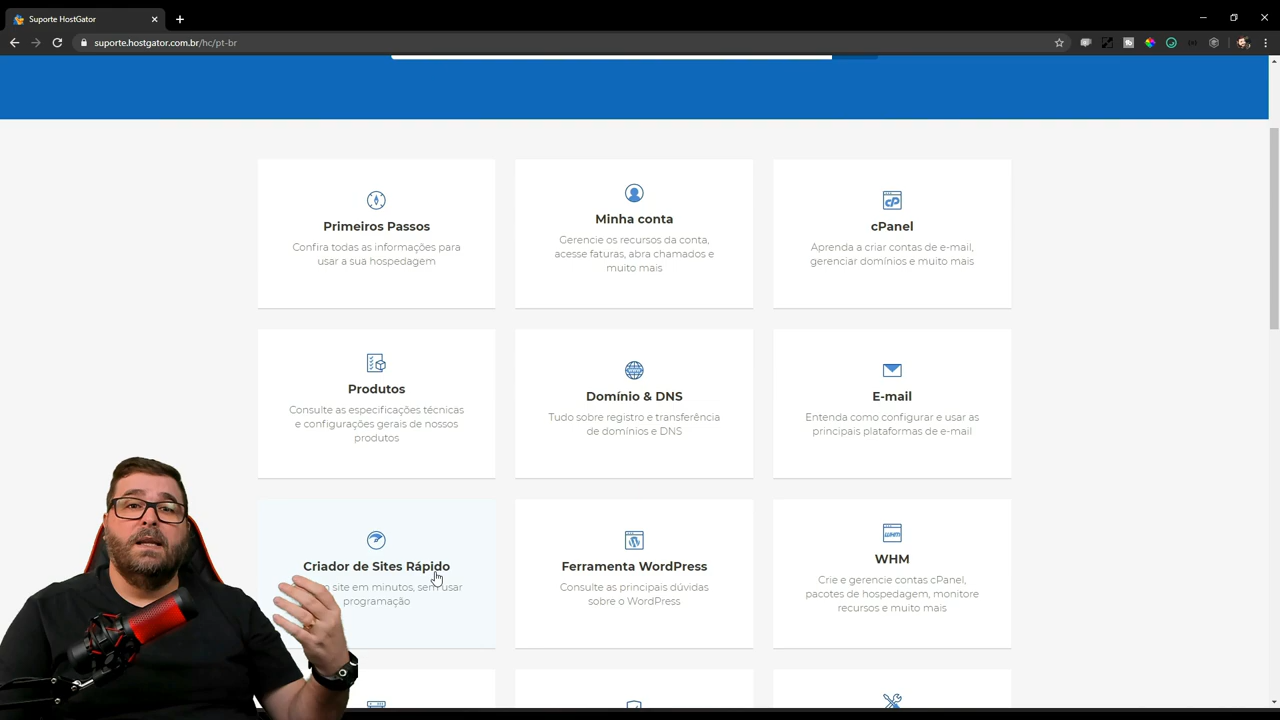 Suporte HostGator
suporte.hostgator.com.br/hc/pt-br
Primeiros Passos
Confira todas as informações para
usar a sua hospedagem
Minha conta
Gerencie os recursos da conta,
acesse faturas, abra chamados e
muito mais
cPanel
Aprenda a criar contas de e-mail,
gerenciar domínios e muito mais
Produtos
Consulte as especificações técnicas
e configurações gerais de nossos
produtos
Domínio & DNS
Tudo sobre registro e transferência
de domínios e DNS
E-mail
Entenda como configurar e usar as
principais plataformas de e-mail
Criador de Sites Rápido
site em minutos, sem usar
programação
Ferramenta WordPress
Consulte as principais dúvidas
sobre o WordPress
WHM
WHM
Crie e gerencie contas cPanel,
pacotes de hospedagem, monitore
recursos e muito mais